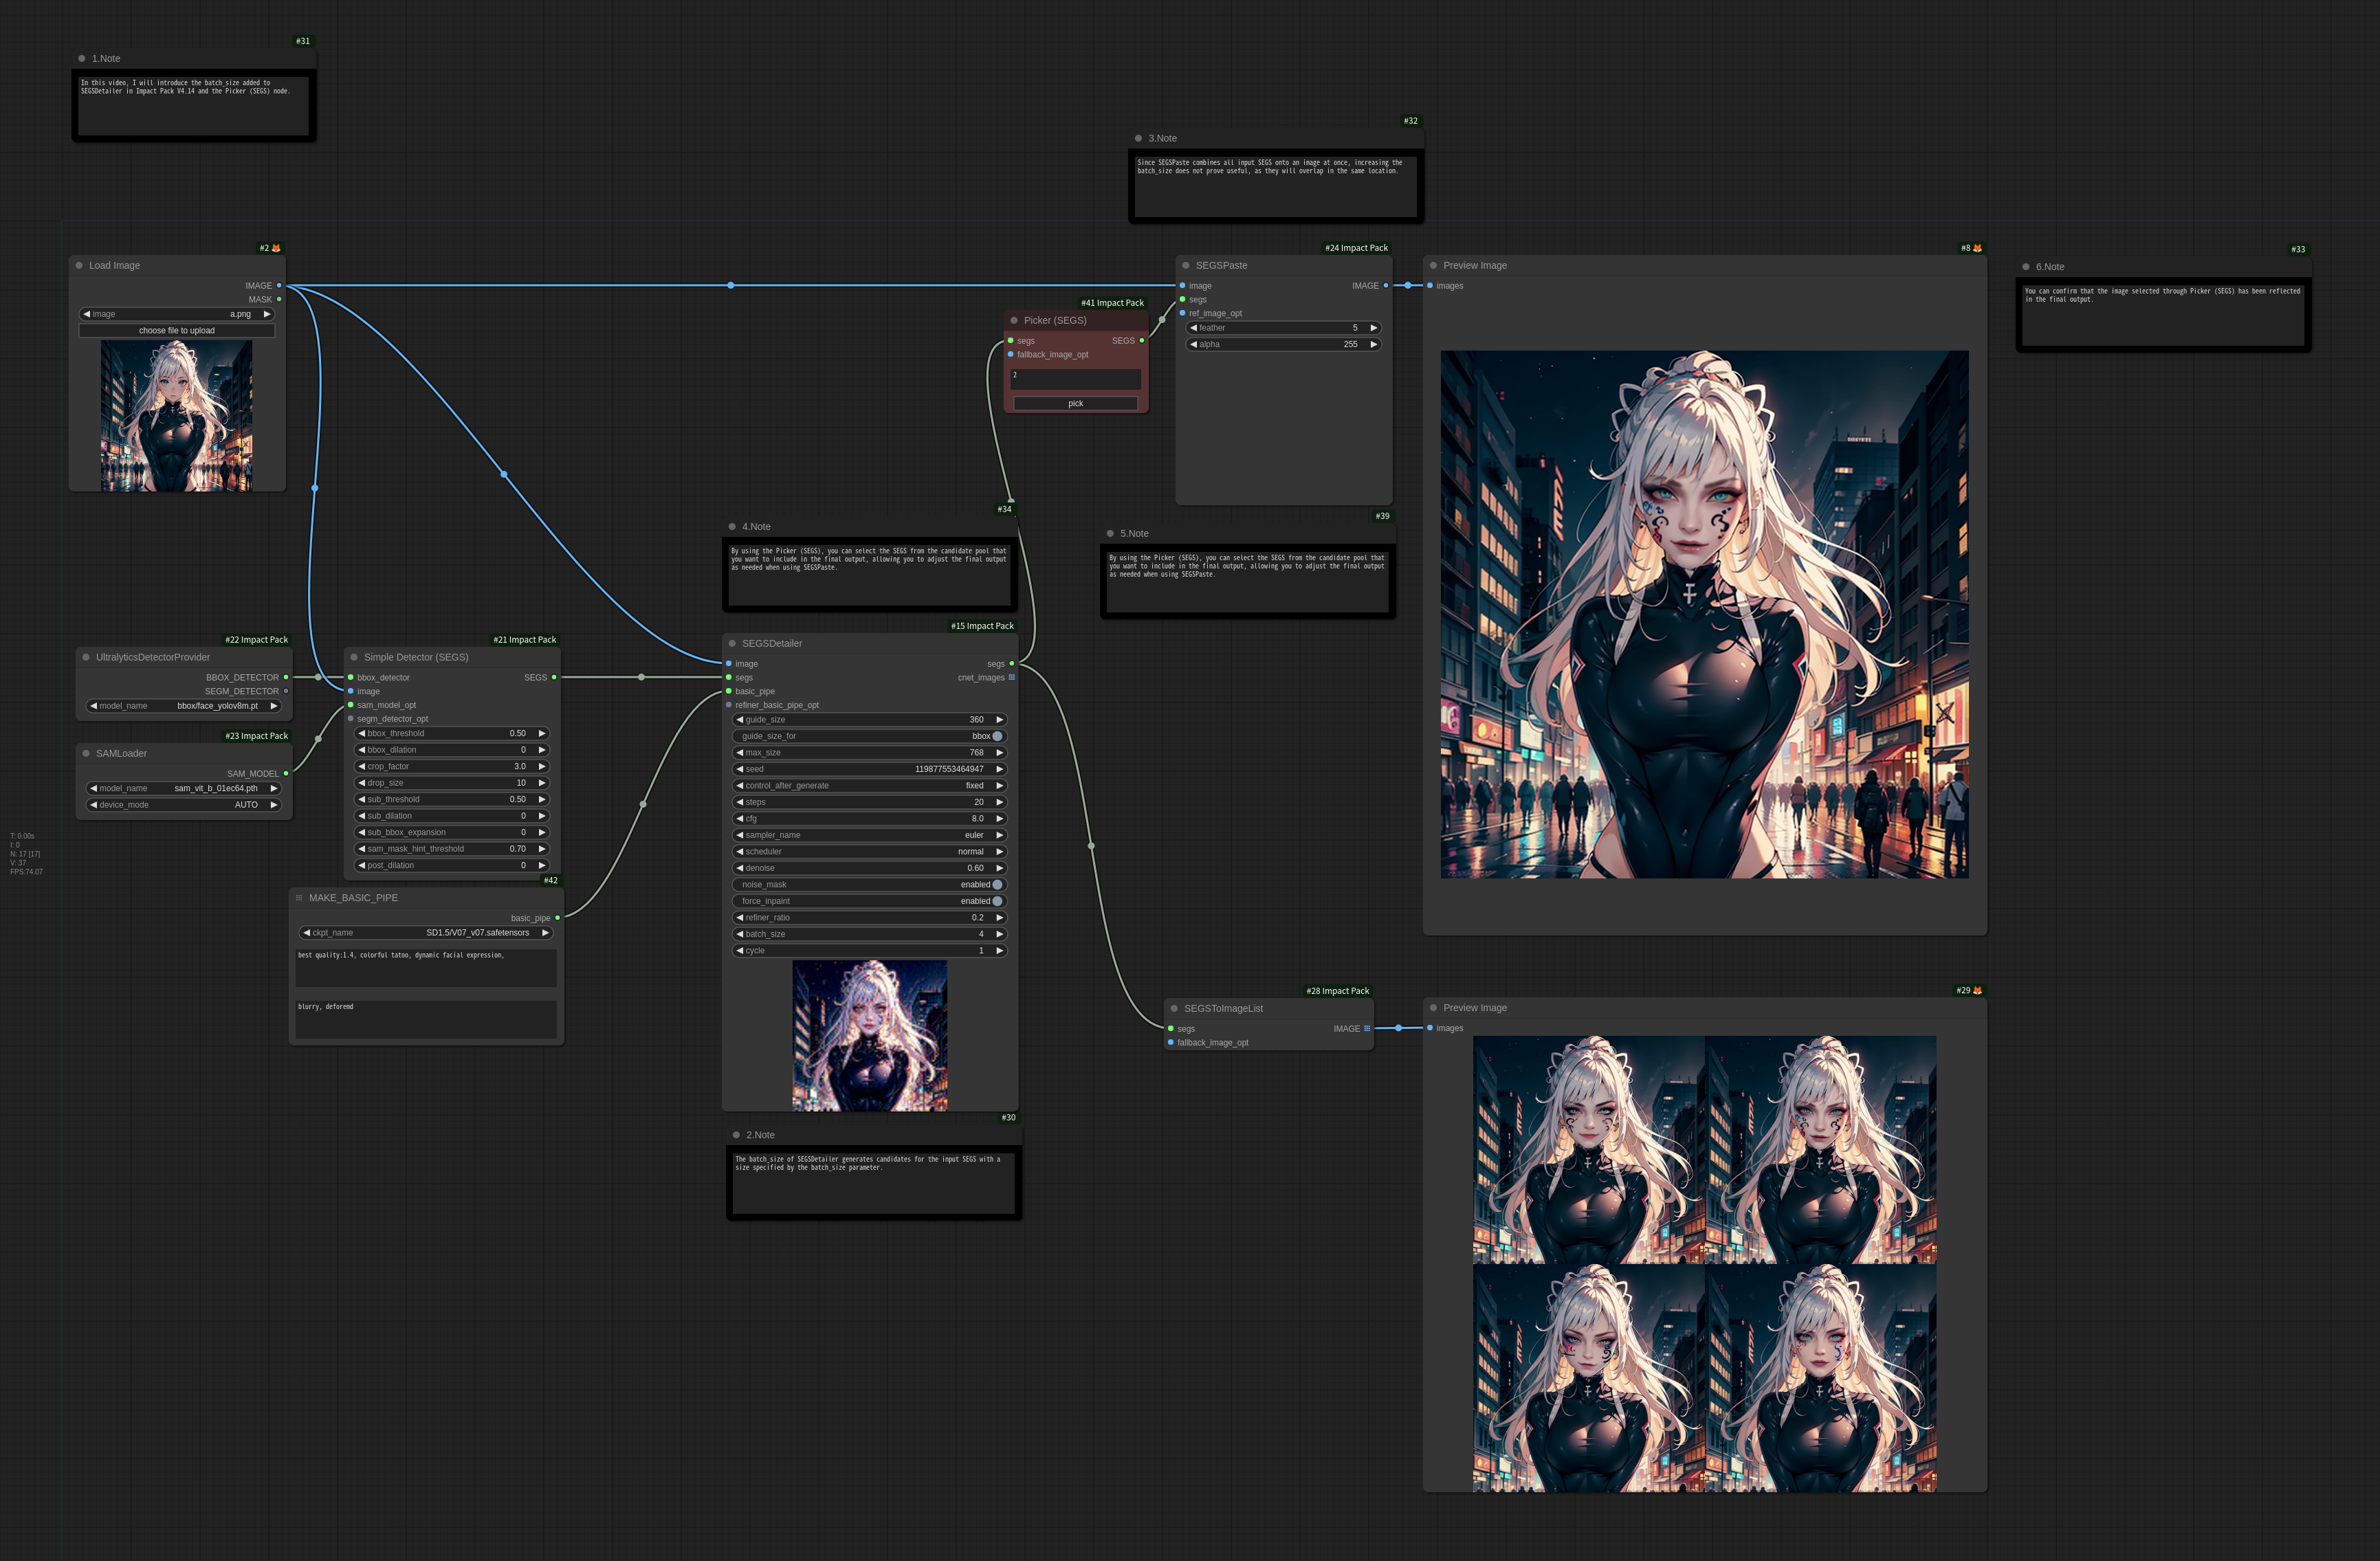 #31
1.Note
In this video, I will introduce the batch_size added to
SEGSDetailer in Impact Pack V4.14 and the Picker (SEGS) node.
#32
3.Note
Since SEGSPaste combines all input SEGS onto an image at once, increasing the
batch_size does not prove useful, as they will overlap in the same location.
#2
Load Image
IMAGE
MASK
image a.png
choose file to upload
#41 Impact Pack
Picker (SEGS)
segs SEGS
fallback_image_opt
2
pick
#24 Impact Pack
SEGSPaste
image IMAGE
segs
ref_image_opt
feather 5
alpha 255
#8
Preview Image
images
#33
6.Note
You can confirm that the image selected through Picker (SEGS) has been reflected
in the final output.
#34
4.Note
By using the Picker (SEGS), you can select the SEGS from the candidate pool that
you want to include in the final output, allowing you to adjust the final output
as needed when using SEGSPaste.
#39
5.Note
By using the Picker (SEGS), you can select the SEGS from the candidate pool that
you want to include in the final output, allowing you to adjust the final output
as needed when using SEGSPaste.
#22 Impact Pack
UltralyticsDetectorProvider
BBOX_DETECTOR
SEGM_DETECTOR
model_name bbox/face_yolov8m.pt
#23 Impact Pack
SAMLoader
SAM_MODEL
model_name sam_vit_b_01ec64.pth
device_mode AUTO
#21 Impact Pack
Simple Detector (SEGS)
bbox_detector SEGS
image
sam_model_opt
segm_detector_opt
bbox_threshold 0.50
bbox_dilation 0
crop_factor 3.0
drop_size 10
sub_threshold 0.50
sub_dilation 0
sub_bbox_expansion 0
sam_mask_hint_threshold 0.70
post_dilation 0
T: 0.00s
I: 0
N: 17 [17]
V: 37
FPS:74.07
#42
MAKE_BASIC_PIPE
basic_pipe
ckpt_name SD1.5/V07_v07.safetensors
best quality:1.4, colorful tatoo, dynamic facial expression,
blurry, deforemd
#15 Impact Pack
SEGSDetailer
image segs
segs cnet_images
basic_pipe
refiner_basic_pipe_opt
guide_size 360
guide_size_for bbox
max_size 768
seed 119877553464947
control_after_generate fixed
steps 20
cfg 8.0
sampler_name euler
scheduler normal
denoise 0.60
noise_mask enabled
force_inpaint enabled
refiner_ratio 0.2
batch_size 4
cycle 1
#30
2.Note
The batch_size of SEGSDetailer generates candidates for the input SEGS with a
size specified by the batch_size parameter.
#28 Impact Pack
SEGSToImageList
segs IMAGE
fallback_image_opt
#29
Preview Image
images